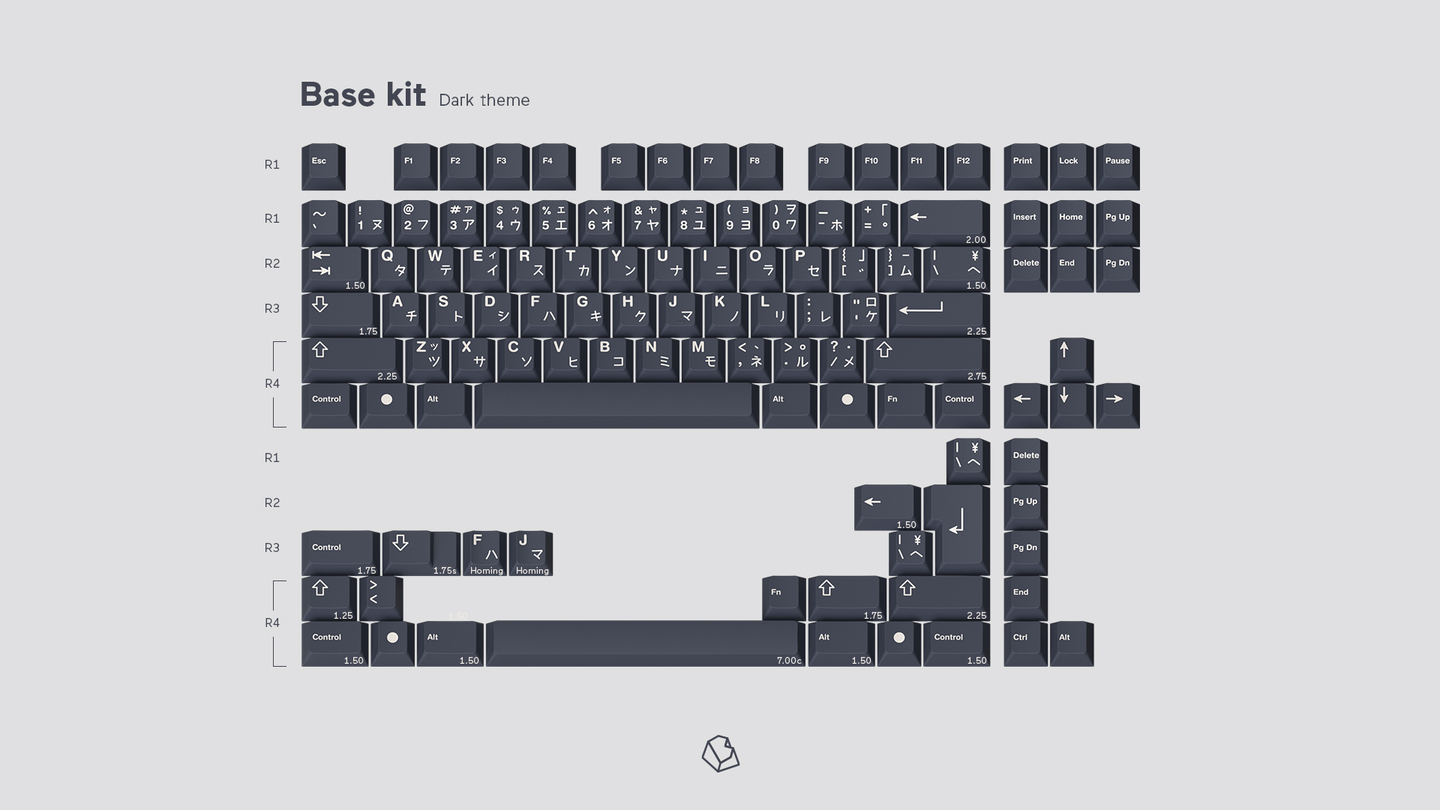 Base kit Dark theme
R1 Esc F1 F2 F3 F4 F5 F6 F7 F8 F9 F10 F11 F12 Print Lock Pause
R1 ~ ` ! 1 ヌ @ 2 フ # ァ 3 ア $ ゥ 4 ウ % ェ 5 エ ^ ォ 6 オ & ャ 7 ヤ * ュ 8 ユ ( ョ 9 ヨ ) ヲ 0 ワ _ - ホ + 「 = ° ← 2.00 Insert Home Pg Up
R2 ⇤ ⇥ 1.50 Q タ W テ E ィ イ R ス T カ Y ン U ナ I ニ O ラ P セ { 」 [ ゛ } ー ] ム | ¥ \ ヘ 1.50 Delete End Pg Dn
R3 ⇩ 1.75 A チ S ト D シ F ハ G キ H ク J マ K ノ L リ : ; レ " ロ ' ケ ↵ 2.25
R4 ⇧ 2.25 Z ッ ツ X サ C ソ V ヒ B コ N ミ M モ < 、 , ネ > 。 . ル ? ・ / メ ⇧ 2.75 ↑
Control Alt Alt Fn Control ← ↓ →
R1 | ¥ \ ヘ Delete
R2 ← 1.50 ↵ Pg Up
R3 Control 1.75 ⇩ 1.75s F ハ Homing J マ Homing | ¥ \ ヘ Pg Dn
R4 ⇧ 1.25 > < Fn ⇧ 1.75 ⇧ 2.25 End
Control 1.50 Alt 1.50 7.00c Alt 1.50 Control 1.50 Ctrl Alt